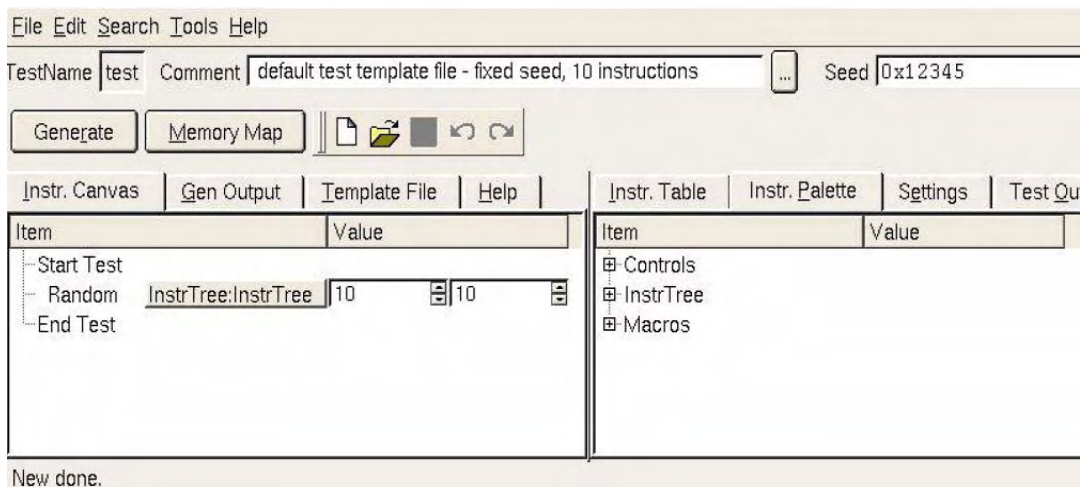 File Edit Search Tools Help
TestName test Comment default test template file - fixed seed, 10 instructions ... Seed 0x12345
Generate Memory Map
Instr. Canvas Gen Output Template File Help Instr. Table Instr. Palette Settings Test Ou
Item Value Item Value
Start Test Controls
Random InstrTree:InstrTree 10 10 InstrTree
End Test Macros
New done.